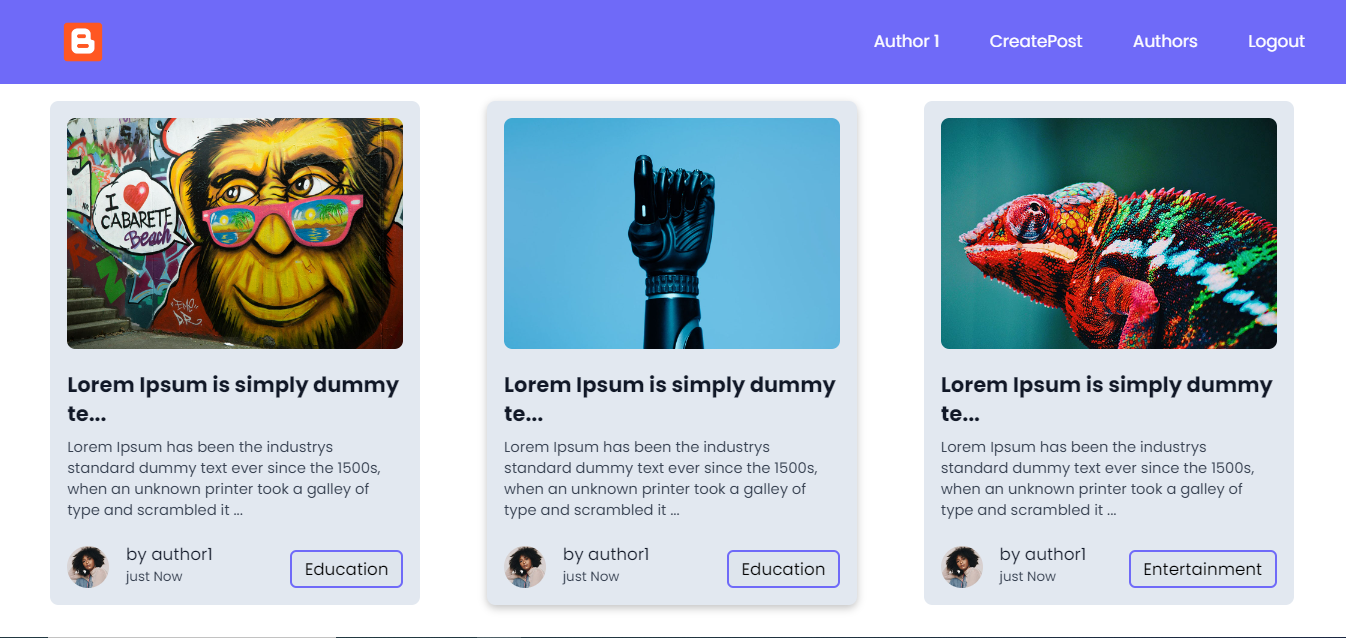 B
Author 1
CreatePost
Authors
Logout
I
CABARETE
Beach
Lorem Ipsum is simply dummy
te...
Lorem Ipsum has been the industrys
standard dummy text ever since the 1500s,
when an unknown printer took a galley of
type and scrambled it ...
by author1
just Now
Education
Lorem Ipsum is simply dummy
te...
Lorem Ipsum has been the industrys
standard dummy text ever since the 1500s,
when an unknown printer took a galley of
type and scrambled it ...
by author1
just Now
Education
Lorem Ipsum is simply dummy
te...
Lorem Ipsum has been the industrys
standard dummy text ever since the 1500s,
when an unknown printer took a galley of
type and scrambled it ...
by author1
just Now
Entertainment